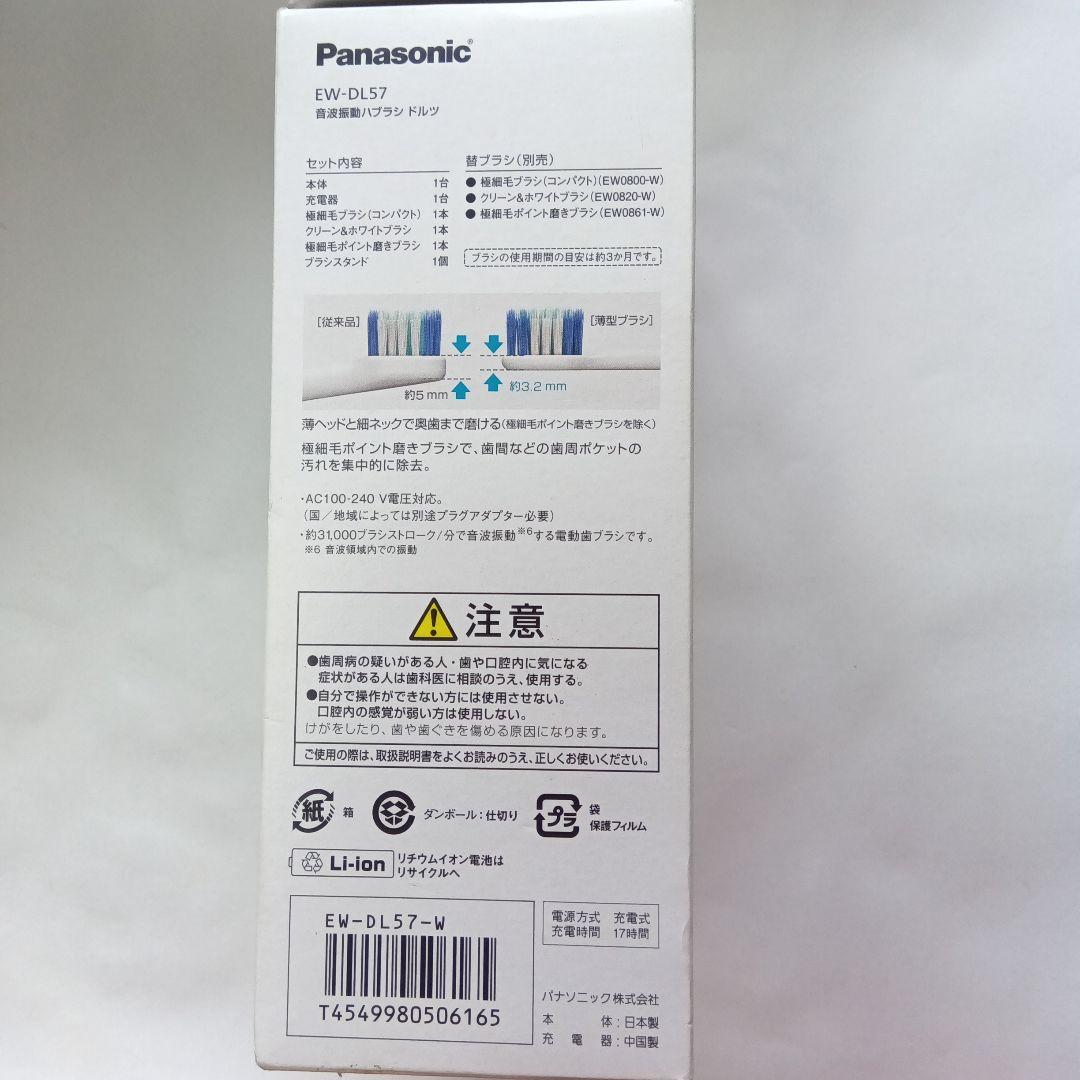 Panasonic®
EW-DL57
音波振動ハブラシ ドルツ
セット内容
本体 1台
充電器 1台
極細毛ブラシ(コンパクト) 1本
クリーン&ホワイトブラシ 1本
極細毛ポイント磨きブラシ 1本
ブラシスタンド 1個
替ブラシ(別売)
● 極細毛ブラシ(コンパクト)(EW0800-W)
● クリーン&ホワイトブラシ(EW0820-W)
● 極細毛ポイント磨きブラシ(EW0861-W)
ブラシの使用期間の目安は約3か月です。
[従来品]
[薄型ブラシ]
約5mm
約3.2mm
薄ヘッドと細ネックで奥歯まで磨ける(極細毛ポイント磨きブラシを除く)
極細毛ポイント磨きブラシで、歯間などの歯周ポケットの
汚れを集中的に除去。
・AC100-240 V電圧対応。
(国/地域によっては別途プラグアダプター必要)
・約31,000ブラシストローク/分で音波振動※6する電動歯ブラシです。
※6 音波領域内での振動
注意
●歯周病の疑いがある人・歯や口腔内に気になる
症状がある人は歯科医に相談のうえ、使用する。
●自分で操作ができない方には使用させない。
口腔内の感覚が弱い方は使用しない。
けがをしたり、歯や歯ぐきを傷める原因になります。
ご使用の際は、取扱説明書をよくお読みのうえ、正しくお使いください。
紙 箱
ダンボール:仕切り
プラ 袋
保護フィルム
Li-ion リチウムイオン電池は
リサイクルへ
EW-DL57-W
T4549980506165
電源方式 充電式
充電時間 17時間
パナソニック株式会社
本体:日本製
充電器:中国製